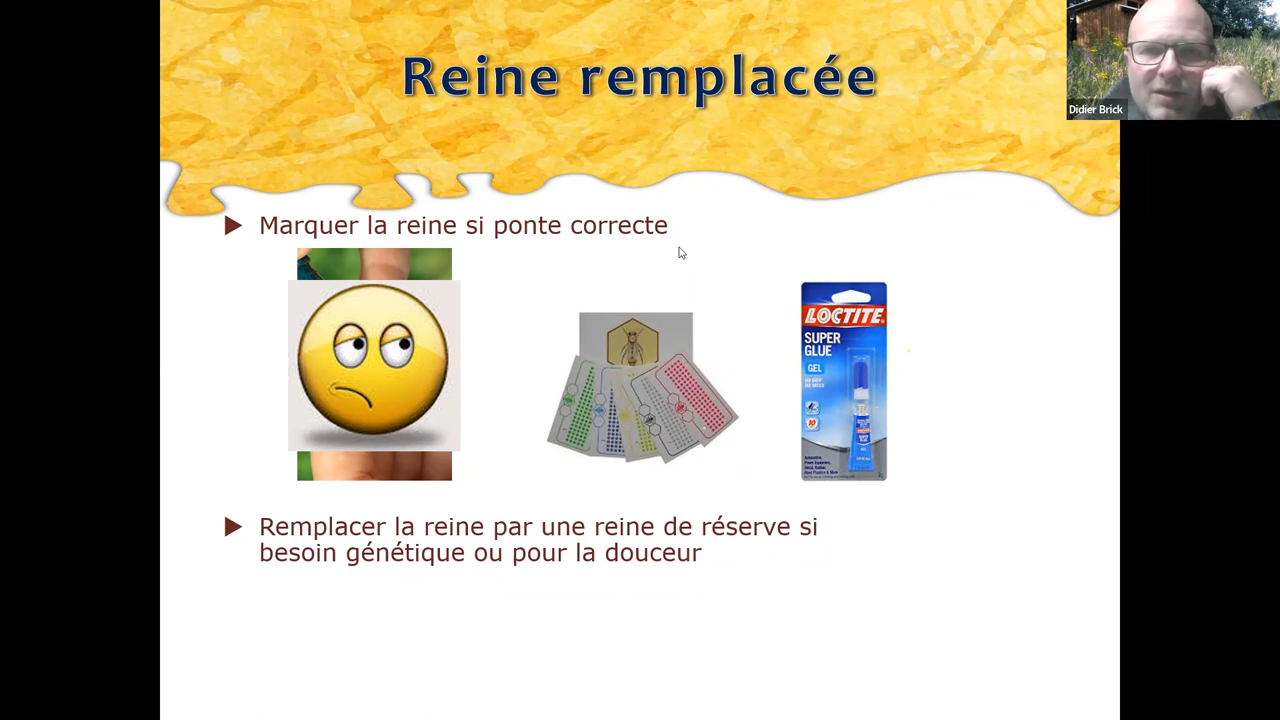 Reine remplacée
Didier Brick
Marquer la reine si ponte correcte
LOCTITE
SUPER
GLUE
GEL
Remplacer la reine par une reine de réserve si
besoin génétique ou pour la douceur